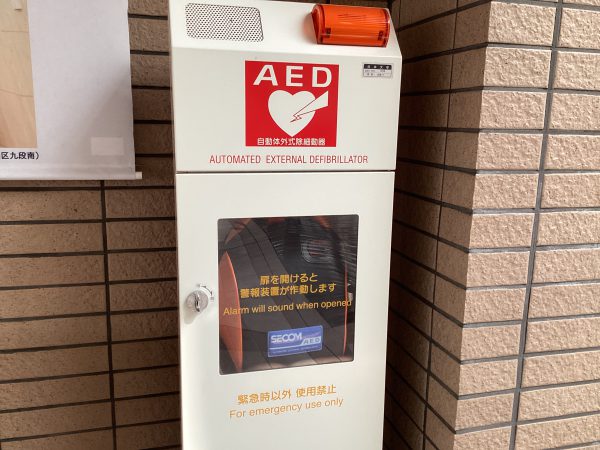 AED
自動体外式除細動器
AUTOMATED EXTERNAL DEFIBRILLATOR
区九段南)
扉を開けると
警報装置が作動します
Alarm will sound when opened
SECOM
AED
緊急時以外 使用禁止
For emergency use only